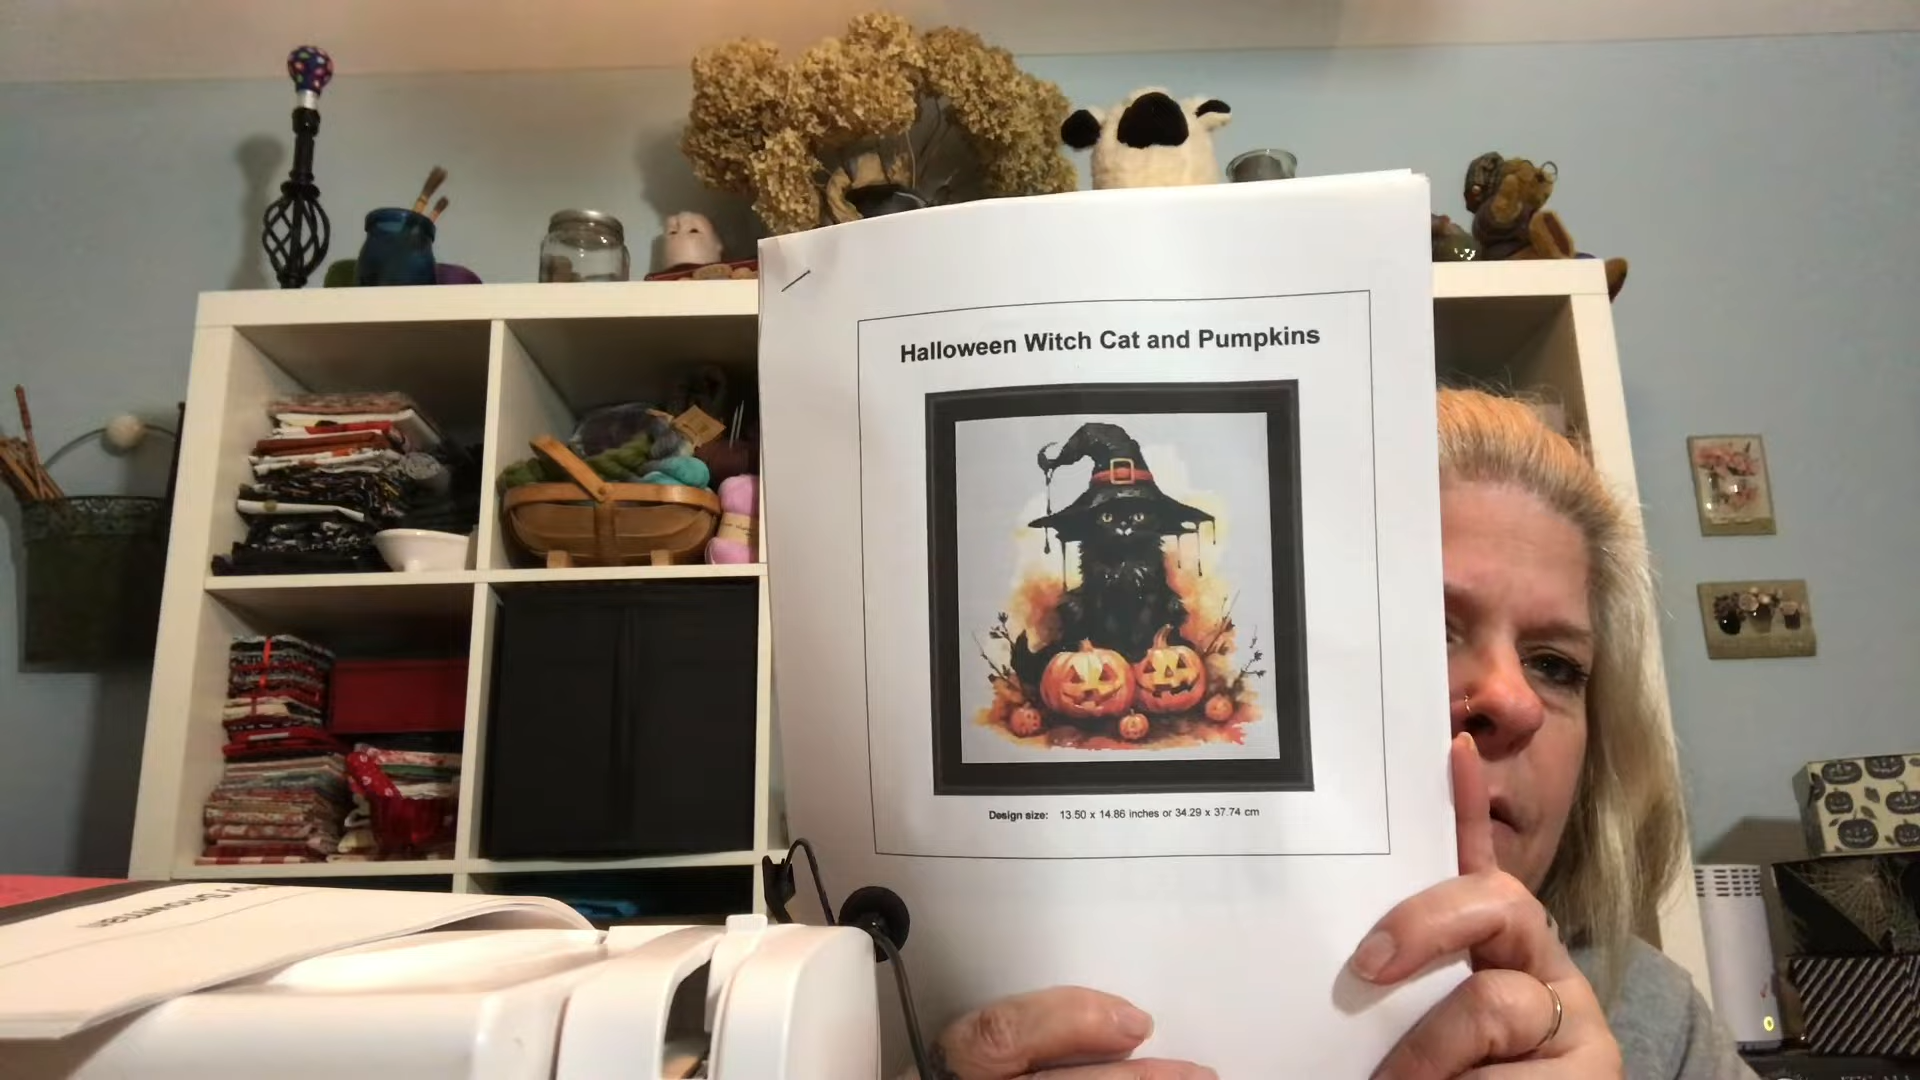 Halloween Witch Cat and Pumpkins
Design size: 13.50 x 14.86 inches or 34.29 x 37.74 cm